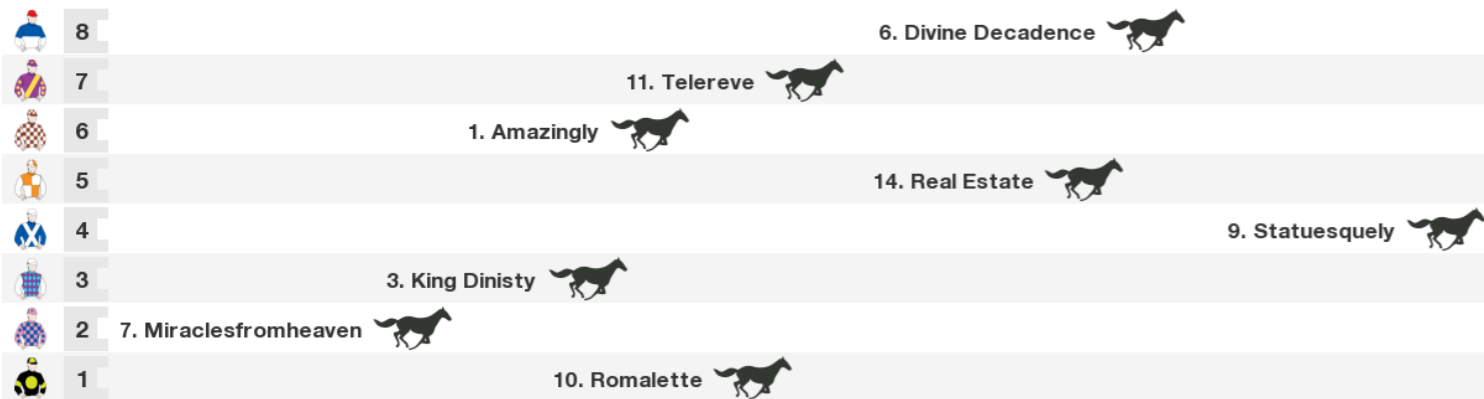 8 6. Divine Decadence
7 11. Telereve
6 1. Amazingly
5 14. Real Estate
4 9. Statuesquely
3 3. King Dinisty
2 7. Miraclesfromheaven
1 10. Romalette